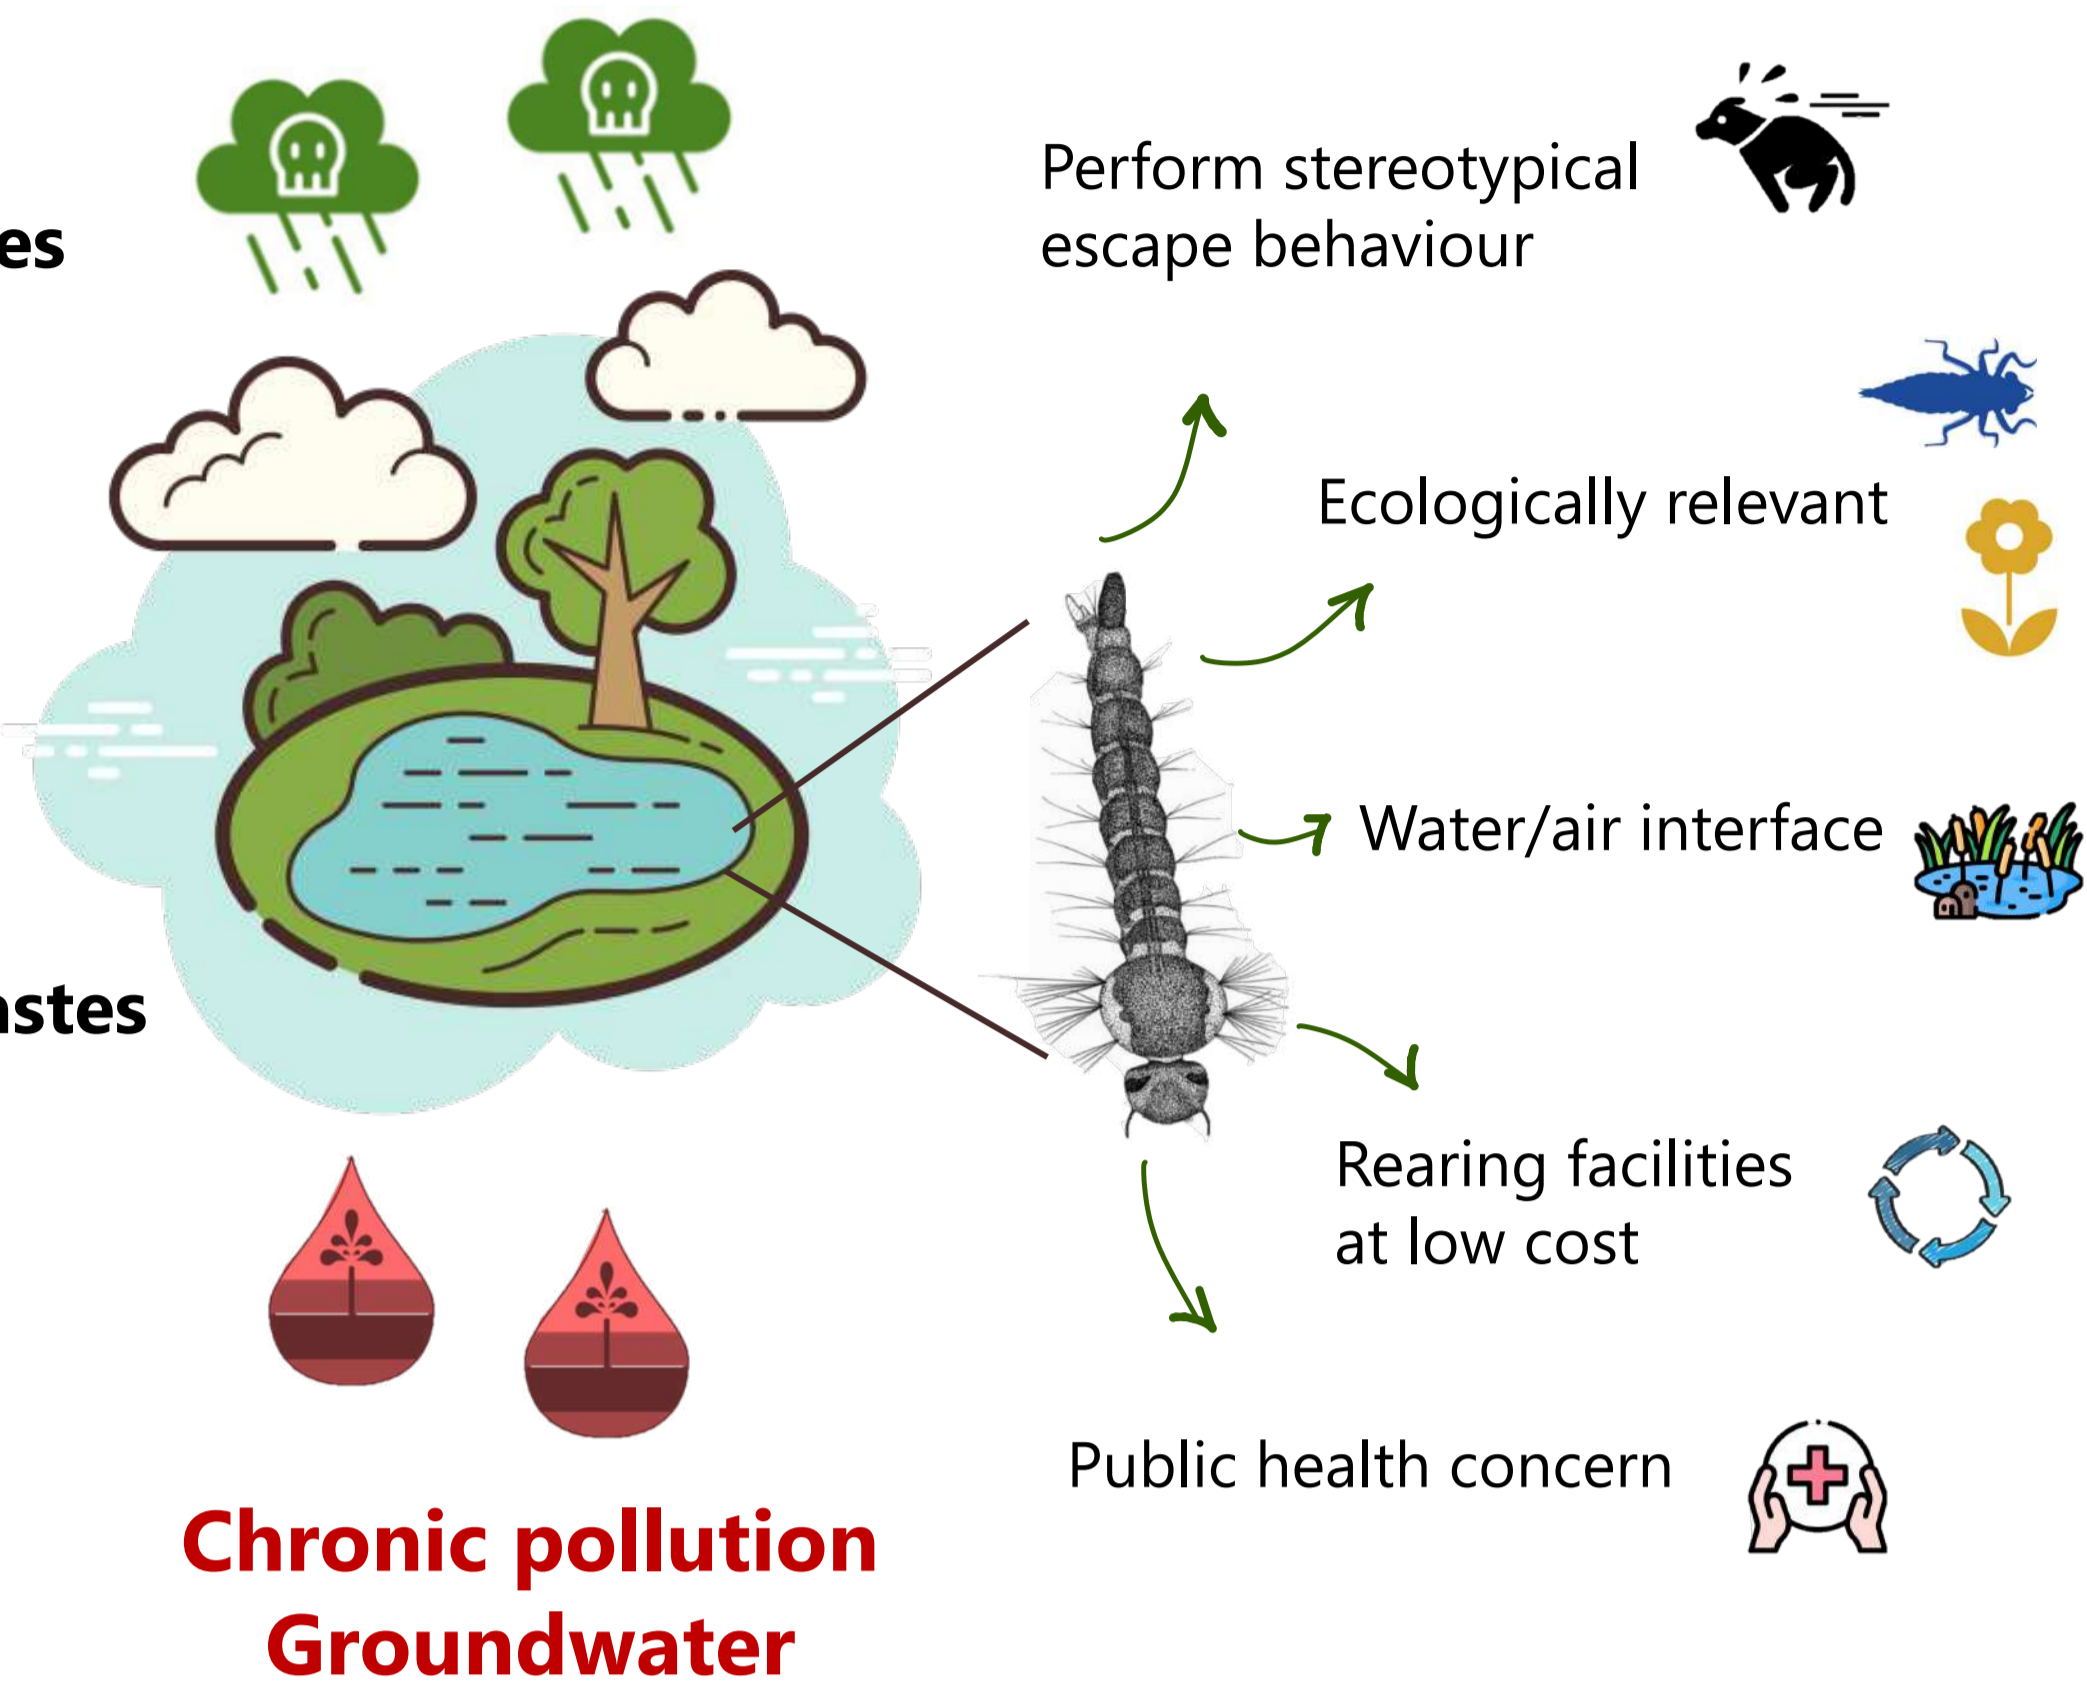 es
astes
Chronic pollution
Groundwater
Perform stereotypical
escape behaviour
Ecologically relevant
Water/air interface
Rearing facilities
at low cost
Public health concern